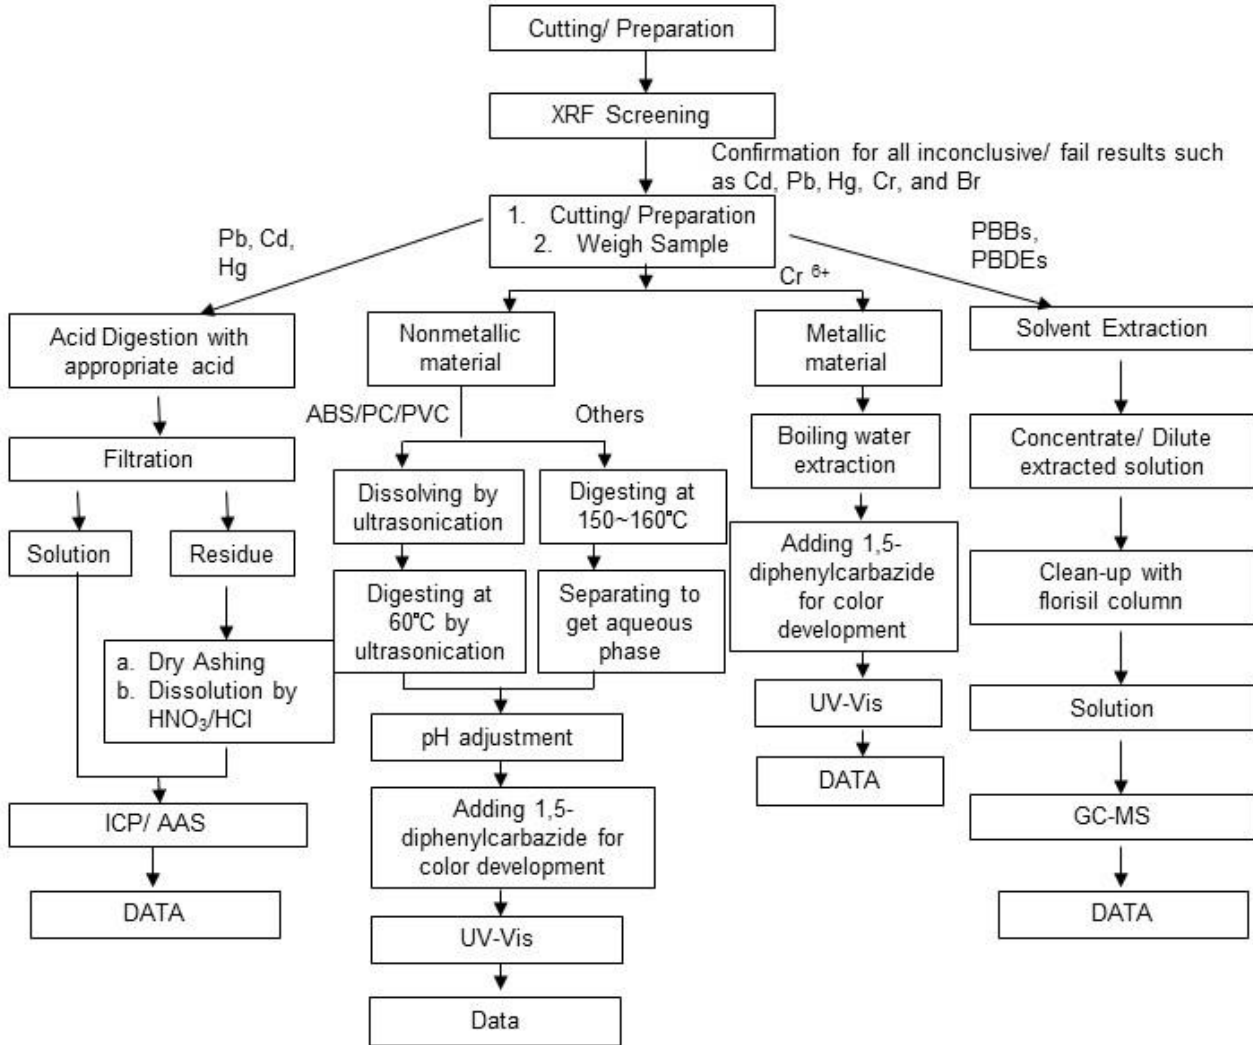 Cutting/ Preparation
XRF Screening
Confirmation for all inconclusive/ fail results such
as Cd, Pb, Hg, Cr, and Br
1. Cutting/ Preparation
2. Weigh Sample
Pb, Cd,
Hg
Cr 6+
PBBs,
PBDEs
Acid Digestion with
appropriate acid
Filtration
Solution
Residue
a. Dry Ashing
b. Dissolution by
HNO3/HCl
ICP/ AAS
DATA
Nonmetallic
material
ABS/PC/PVC
Others
Dissolving by
ultrasonication
Digesting at
60°C by
ultrasonication
Digesting at
150~160°C
Separating to
get aqueous
phase
pH adjustment
Adding 1,5-
diphenylcarbazide for
color development
UV-Vis
Data
Metallic
material
Boiling water
extraction
Adding 1,5-
diphenylcarbazide
for color
development
UV-Vis
DATA
Solvent Extraction
Concentrate/ Dilute
extracted solution
Clean-up with
florisil column
Solution
GC-MS
DATA